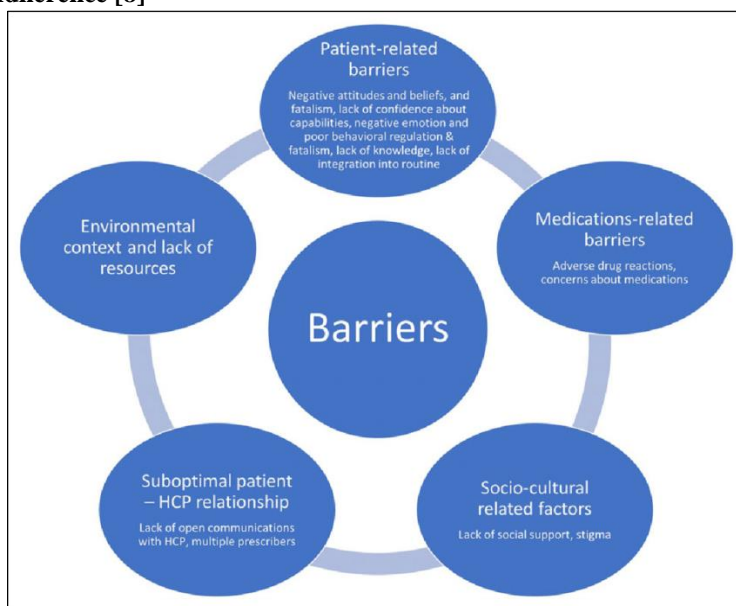 Patient-related
barriers
Negative attitudes and beliefs, and
fatalism, lack of confidence about
capabilities, negative emotion and
poor behavioral regulation &
fatalism, lack of knowledge, lack of
integration into routine
Medications-related
barriers
Adverse drug reactions,
concerns about medications
Socio-cultural
related factors
Lack of social support, stigma
Suboptimal patient
– HCP relationship
Lack of open communications
with HCP, multiple prescribers
Environmental
context and lack of
resources
Barriers